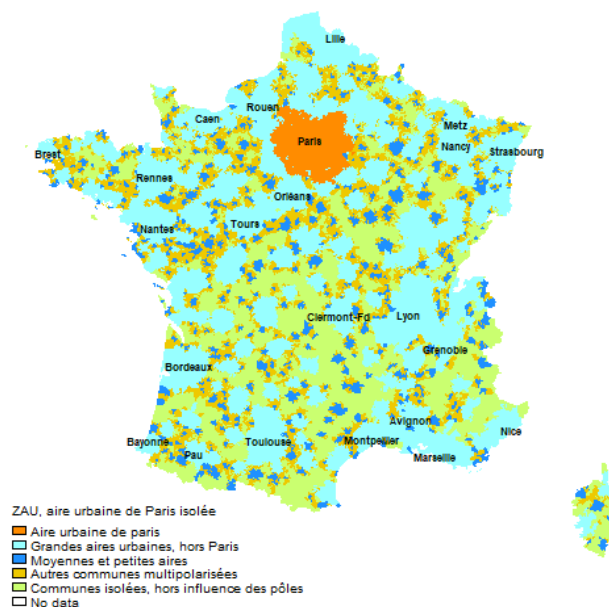 Lille
Rouen
Caen
Metz
Paris
Nancy
Strasbourg
Brest
Rennes
Orléans
Nantes
Tours
Clermont-Fd
Lyon
Grenoble
Bordeaux
Avignon
Nice
Bayonne
Toulouse
Montpellier
Pau
Marseille
ZAU, aire urbaine de Paris isolée
Aire urbaine de paris
Grandes aires urbaines, hors Paris
Moyennes et petites aires
Autres communes multipolarisées
Communes isolées, hors influence des pôles
No data